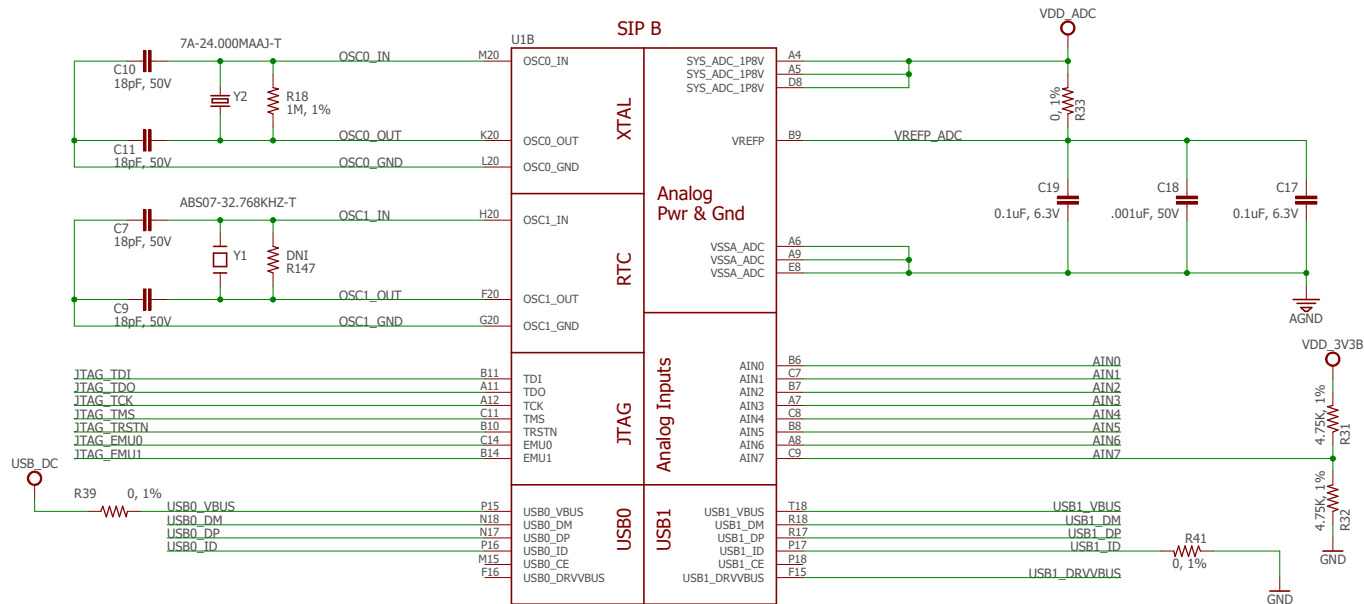 SIP B
U1B
7A-24.000MAAJ-T
C10
18pF, 50V
OSC0_IN
M20
OSC0_IN
Y2
R18
1M, 1%
C11
18pF, 50V
OSC0_OUT
K20
OSC0_OUT
OSC0_GND
L20
OSC0_GND
XTAL
ABS07-32.768KHZ-T
C7
18pF, 50V
OSC1_IN
H20
OSC1_IN
Y1
DNI
R147
C9
18pF, 50V
OSC1_OUT
F20
OSC1_OUT
OSC1_GND
G20
OSC1_GND
RTC
JTAG_TDI
B11
TDI
JTAG_TDO
A11
TDO
JTAG_TCK
A12
TCK
JTAG_TMS
C11
TMS
JTAG_TRSTN
B10
TRSTN
JTAG_EMU0
C14
EMU0
JTAG_EMU1
B14
EMU1
JTAG
USB_DC
R39
0, 1%
USB0_VBUS
P15
USB0_VBUS
USB0_DM
N18
USB0_DM
USB0_DP
N17
USB0_DP
USB0_ID
P16
USB0_ID
M15
USB0_CE
F16
USB0_DRVVBUS
USB0
VDD_ADC
SYS_ADC_1P8V
A4
SYS_ADC_1P8V
A5
SYS_ADC_1P8V
D8
0, 1%
R33
VREFP
B9
VREFP_ADC
Analog
Pwr & Gnd
C19
0.1uF, 6.3V
C18
.001uF, 50V
C17
0.1uF, 6.3V
VSSA_ADC
A6
VSSA_ADC
A9
VSSA_ADC
E8
AGND
Analog Inputs
AIN0
B6
AIN0
AIN1
C7
AIN1
AIN2
B7
AIN2
AIN3
A7
AIN3
AIN4
C8
AIN4
AIN5
B8
AIN5
AIN6
A8
AIN6
AIN7
C9
AIN7
VDD_3V3B
4.75K, 1%
R31
4.75K, 1%
R32
GND
USB1
USB1_VBUS
T18
USB1_VBUS
USB1_DM
R18
USB1_DM
USB1_DP
R17
USB1_DP
USB1_ID
P17
USB1_ID
USB1_CE
P18
USB1_DRVVBUS
F15
USB1_DRVVBUS
R41
0, 1%
GND